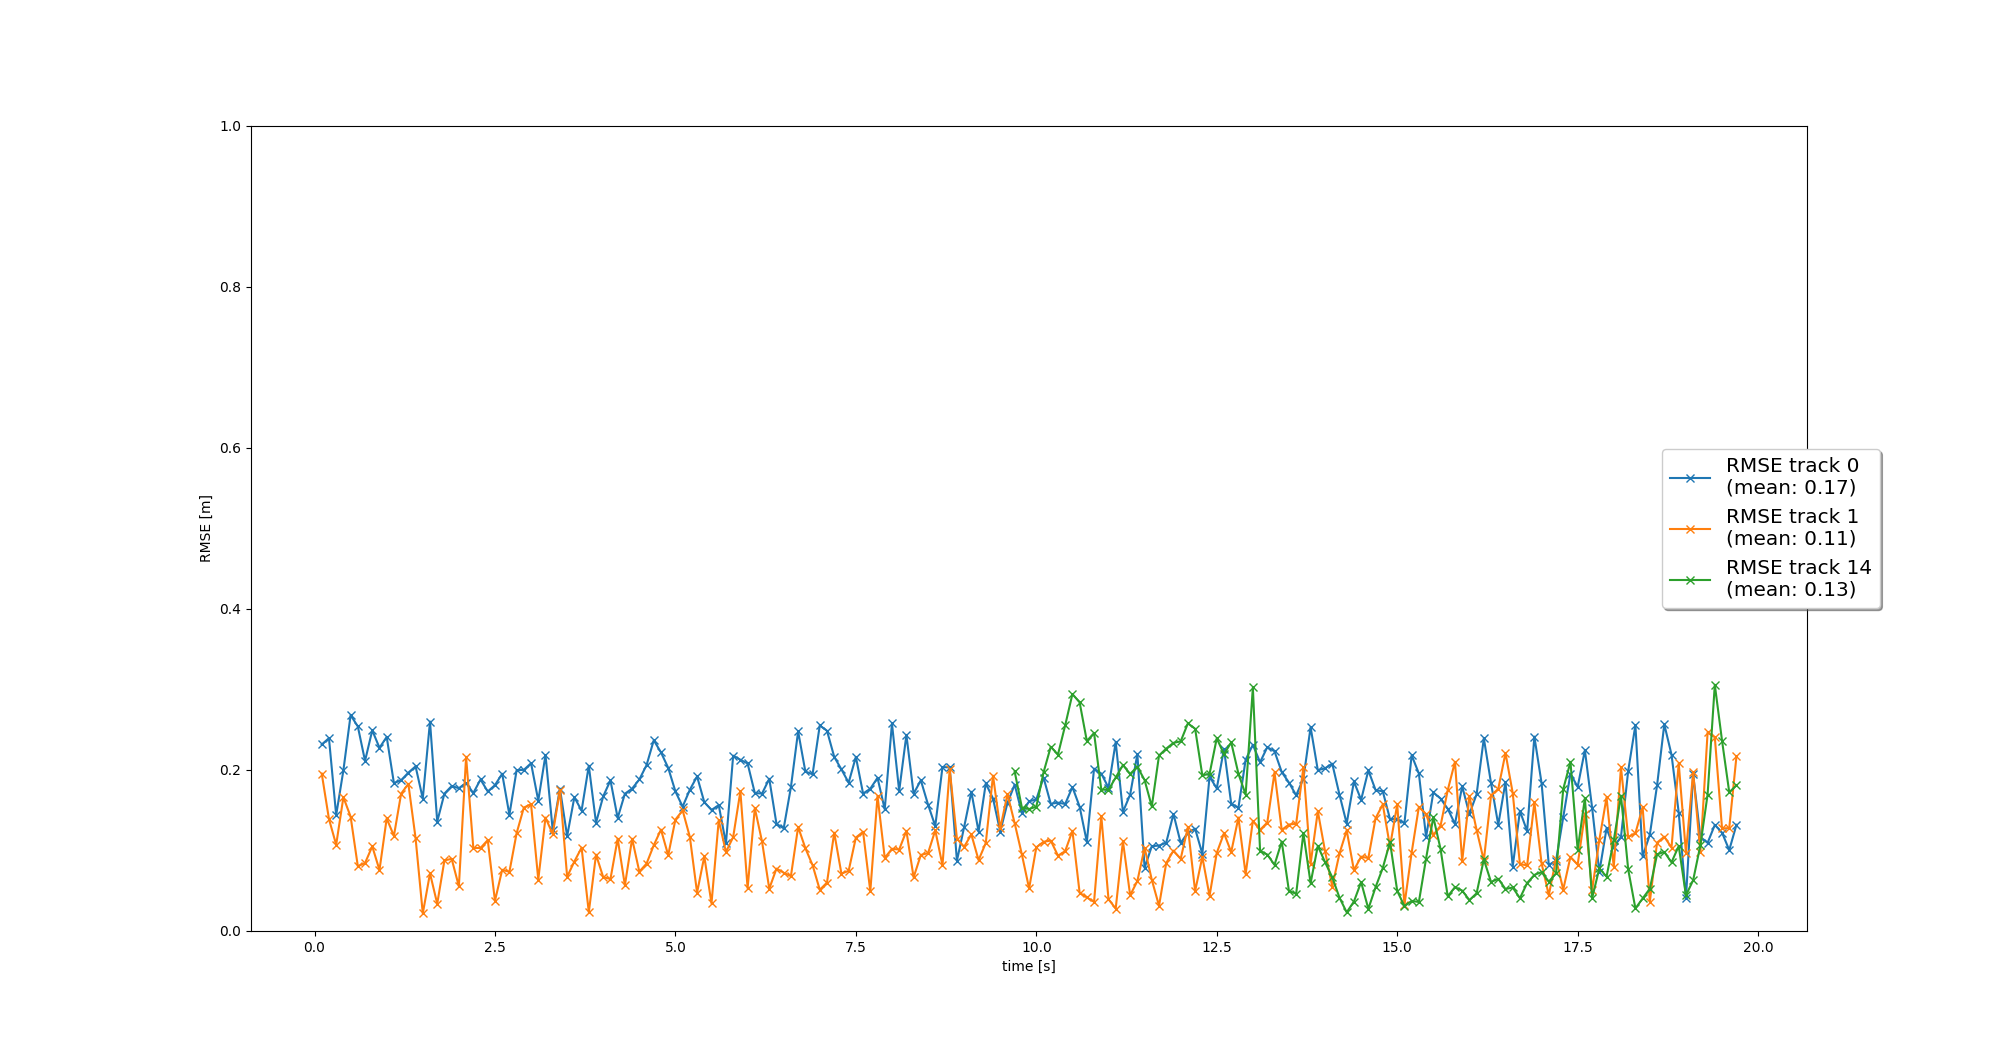 1.0
0.8
0.6
0.4
0.2
0.0
RMSE [m]
0.0 2.5 5.0 7.5 10.0 12.5 15.0 17.5 20.0
time [s]
RMSE track 0
(mean: 0.17)
RMSE track 1
(mean: 0.11)
RMSE track 14
(mean: 0.13)